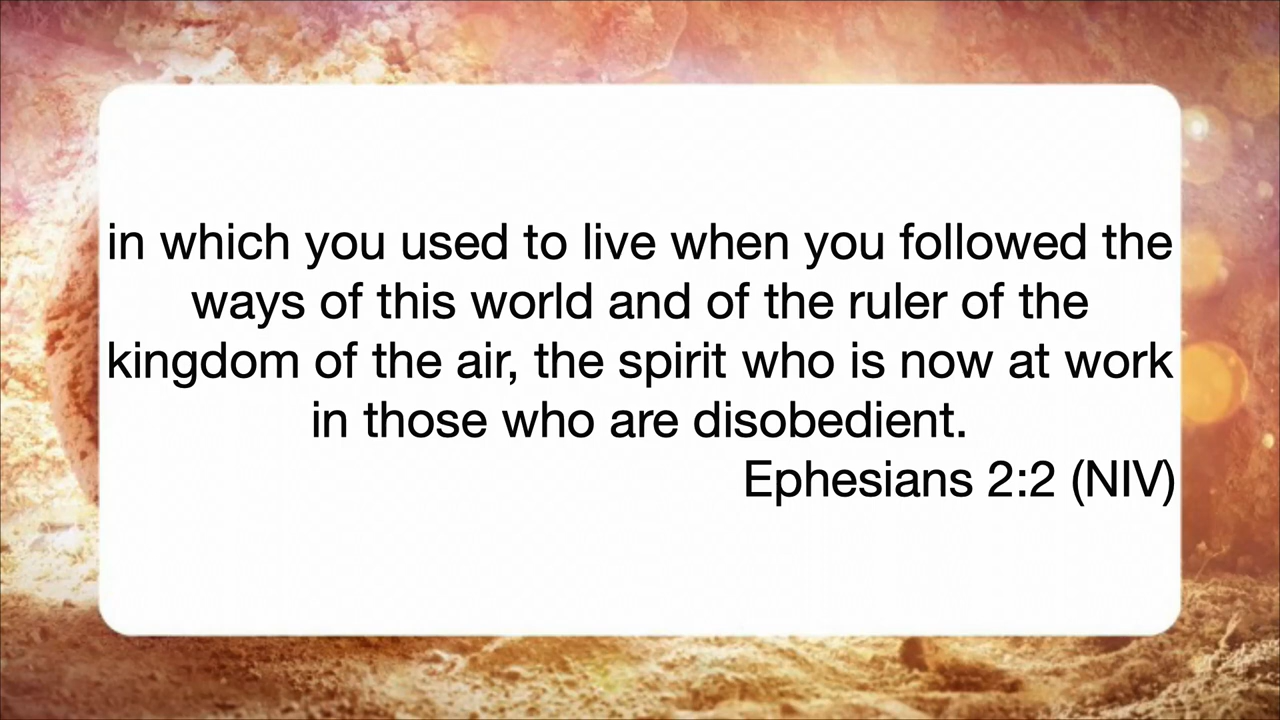 in which you used to live when you followed the
ways of this world and of the ruler of the
kingdom of the air, the spirit who is now at work
in those who are disobedient.
Ephesians 2:2 (NIV)